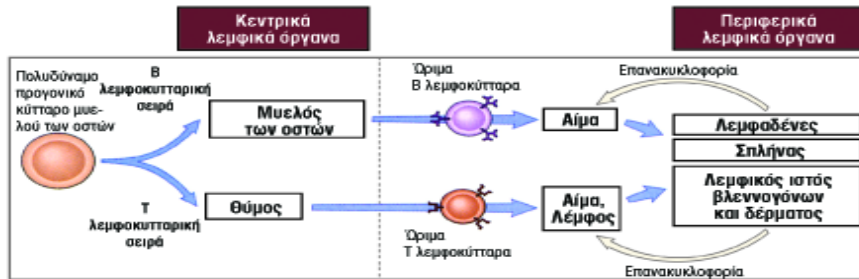 Κεντρικά
λεμφικά όργανα
Περιφερικά
λεμφικά όργανα
Πολυδύναμο
προγονικό
κύτταρο μυε-
λού των οστών
Β
λεμφοκυτταρική
σειρά
Μυελός
των οστών
Ώριμα
Β λεμφοκύτταρα
Αίμα
Επανακυκλοφορία
Λεμφαδένες
Σπλήνας
Λεμφικός ιστός
βλεννογόνων
και δέρματος
Τ
λεμφοκυτταρική
σειρά
Θύμος
Ώριμα
Τ λεμφοκύτταρα
Αίμα,
Λέμφος
Επανακυκλοφορία